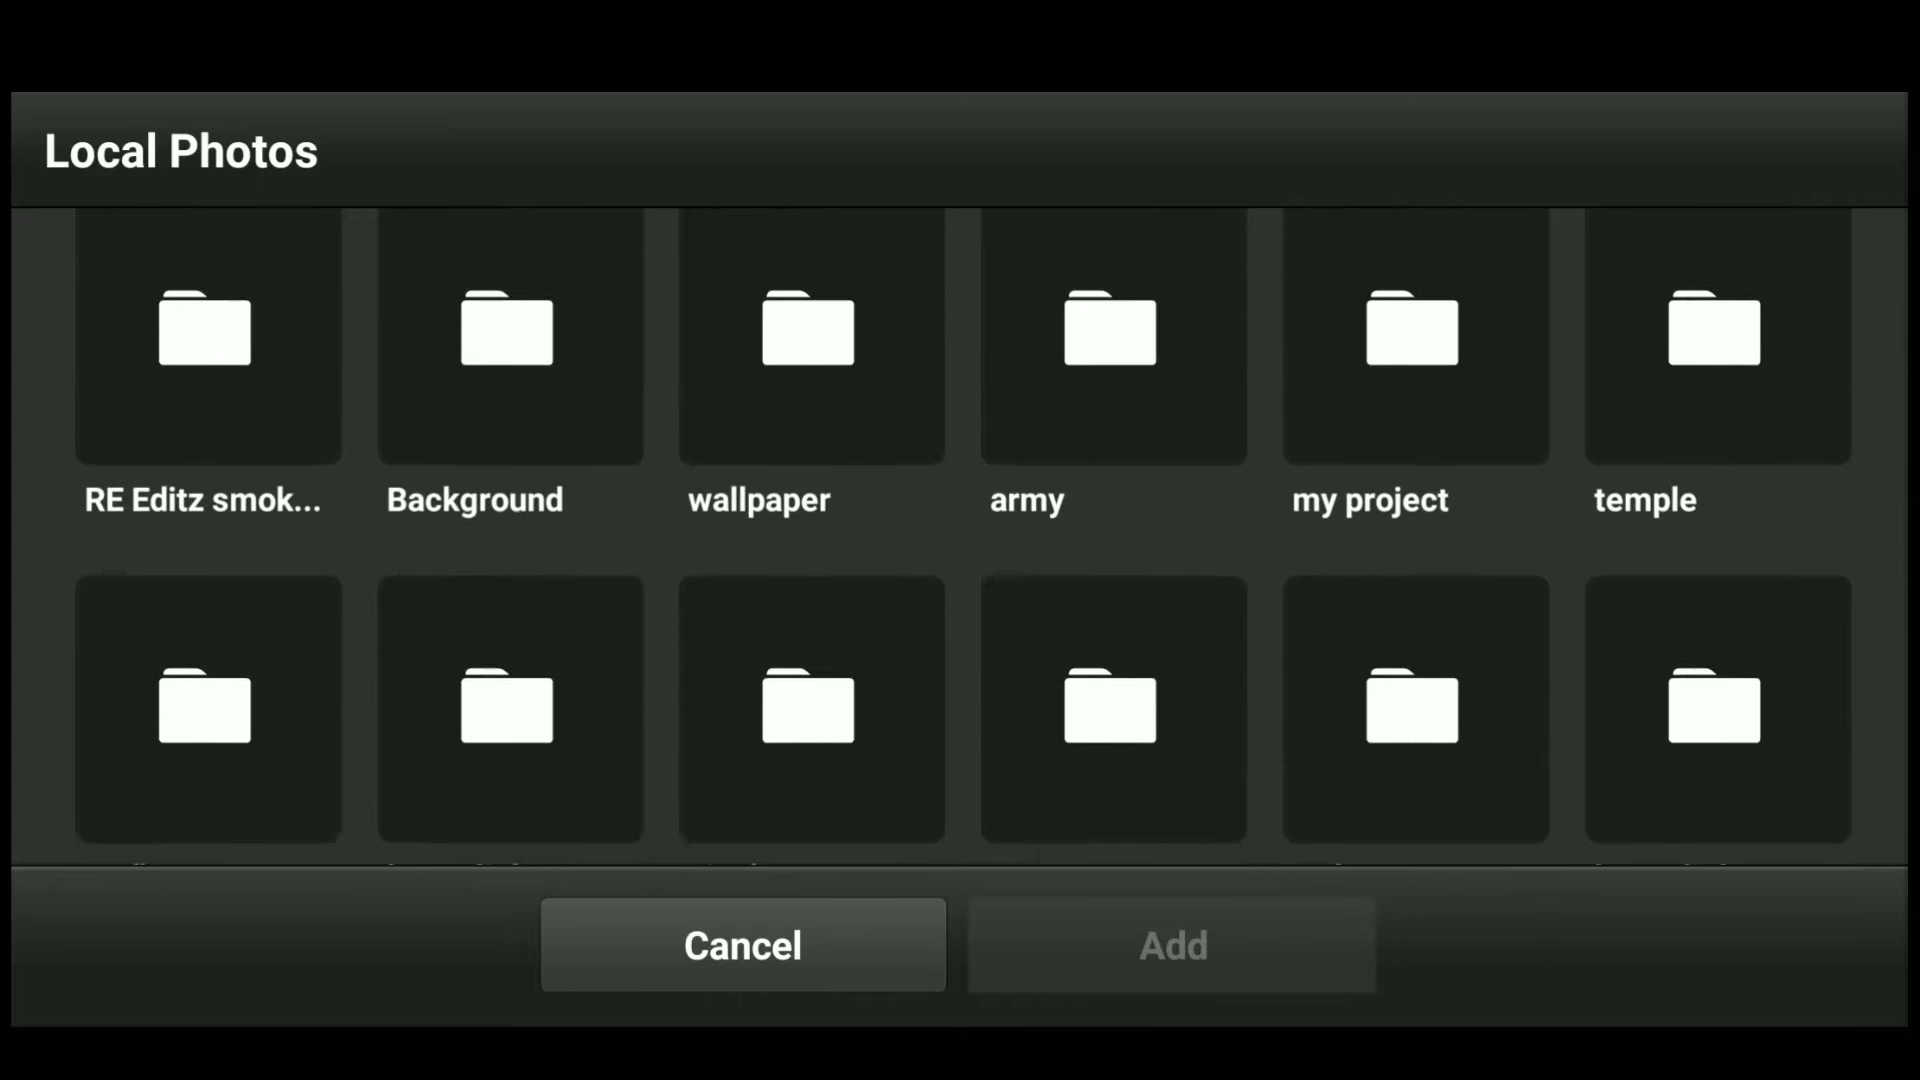 Local Photos
RE Editz smok...
Background
wallpaper
army
my project
temple
Cancel
Add